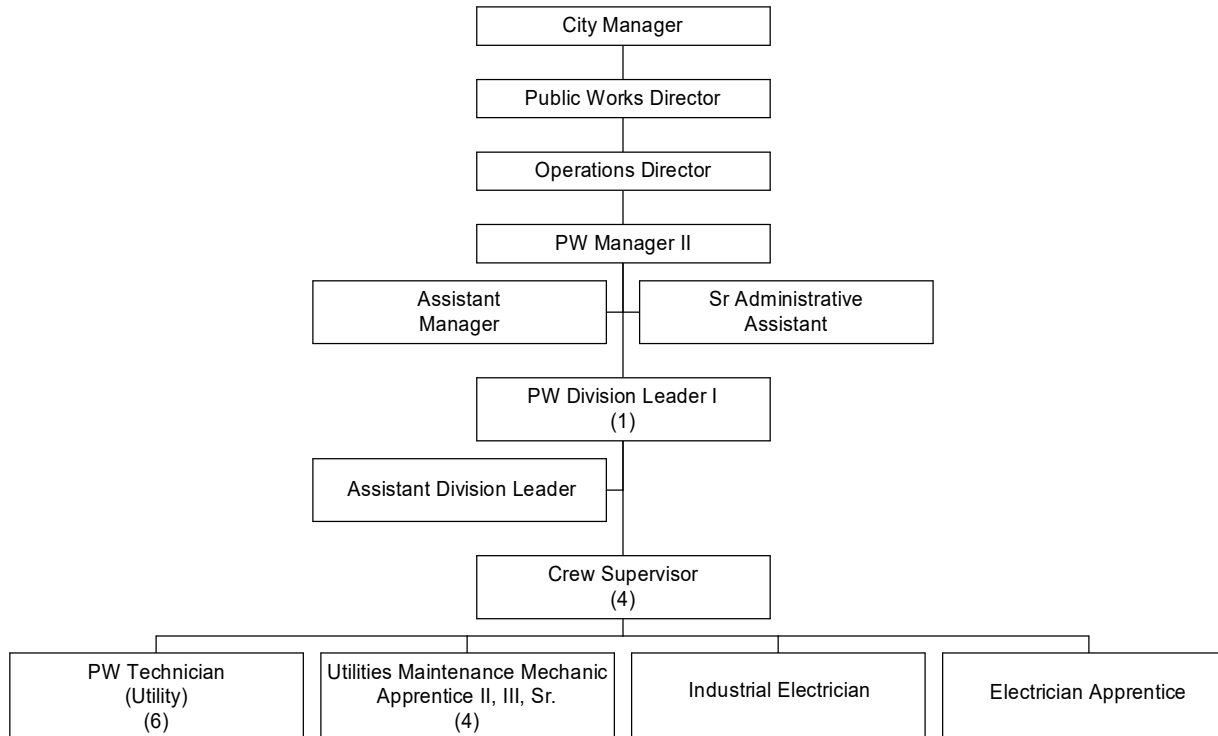 City Manager
Public Works Director
Operations Director
PW Manager II
Assistant
Manager
Sr Administrative
Assistant
PW Division Leader I
(1)
Assistant Division Leader
Crew Supervisor
(4)
PW Technician
(Utility)
(6)
Utilities Maintenance Mechanic
Apprentice II, III, Sr.
(4)
Industrial Electrician
Electrician Apprentice